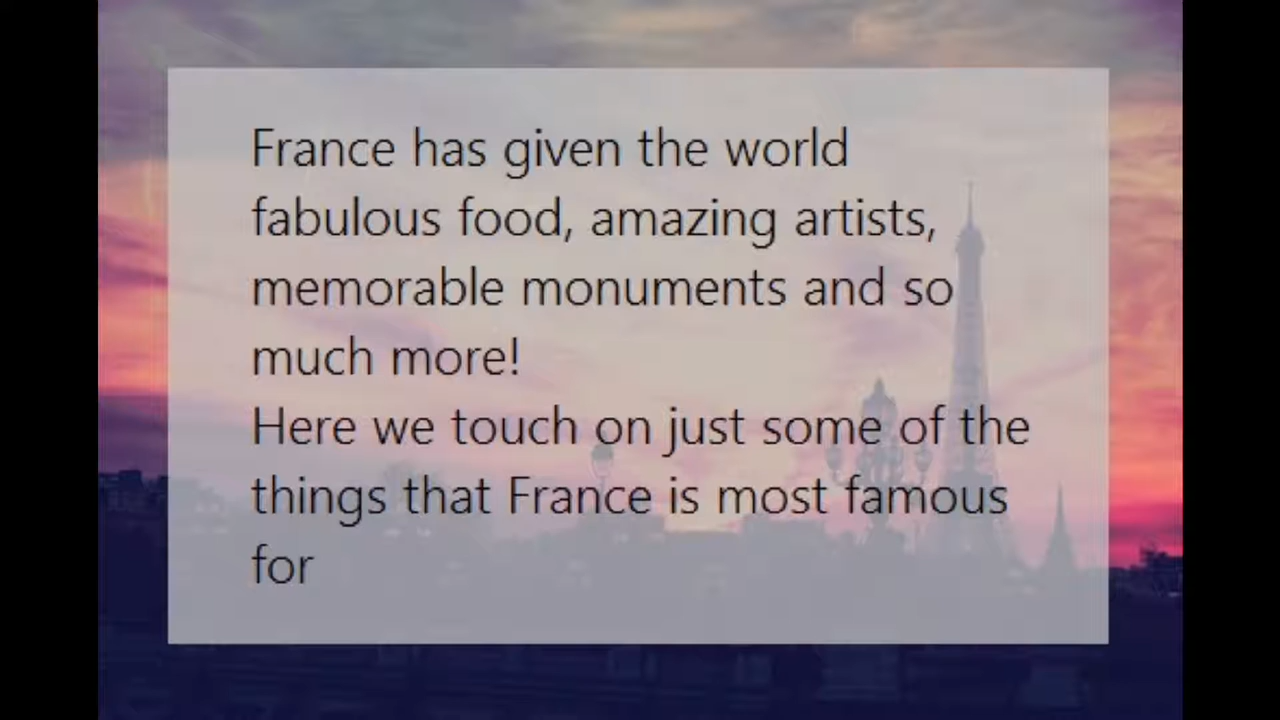 France has given the world
fabulous food, amazing artists,
memorable monuments and so
much more!
Here we touch on just some of the
things that France is most famous
for